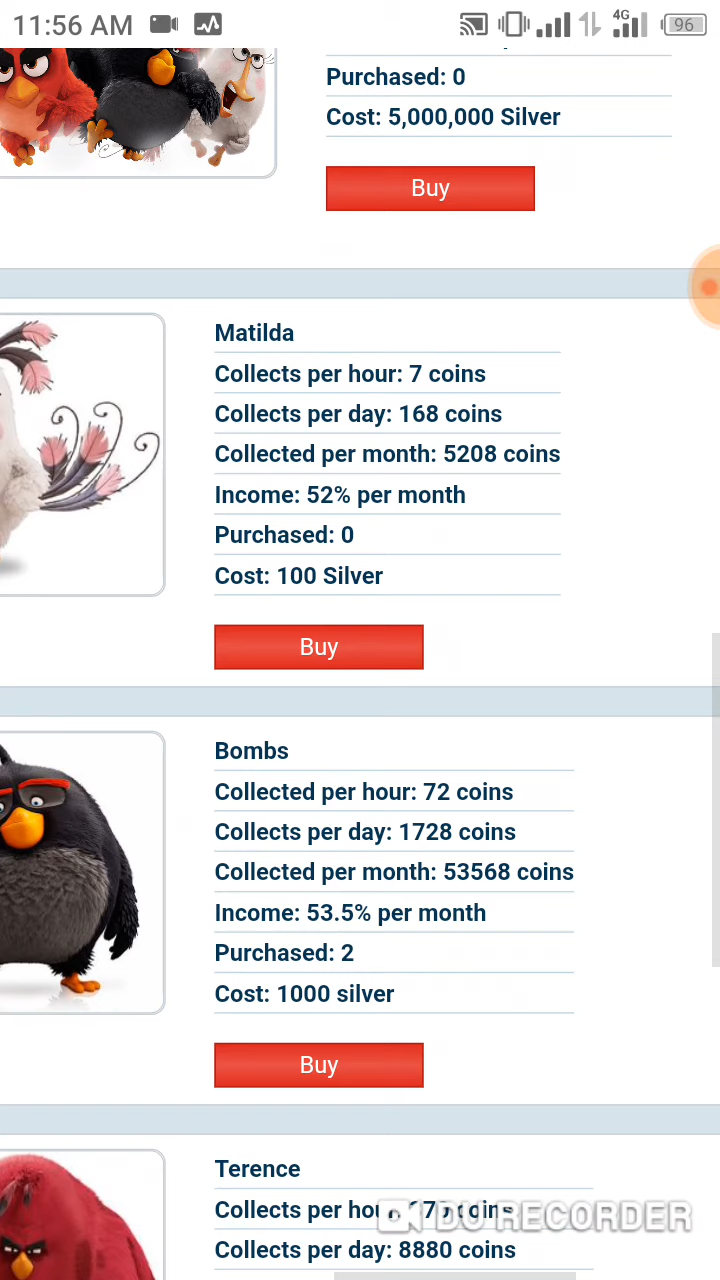 11:56 AM
4G
96
Purchased: 0
Cost: 5,000,000 Silver
Buy
Matilda
Collects per hour: 7 coins
Collects per day: 168 coins
Collected per month: 5208 coins
Income: 52% per month
Purchased: 0
Cost: 100 Silver
Buy
Bombs
Collected per hour: 72 coins
Collects per day: 1728 coins
Collected per month: 53568 coins
Income: 53.5% per month
Purchased: 2
Cost: 1000 silver
Buy
Terence
Collects per hour: 370 coins
DU RECORDER
Collects per day: 8880 coins